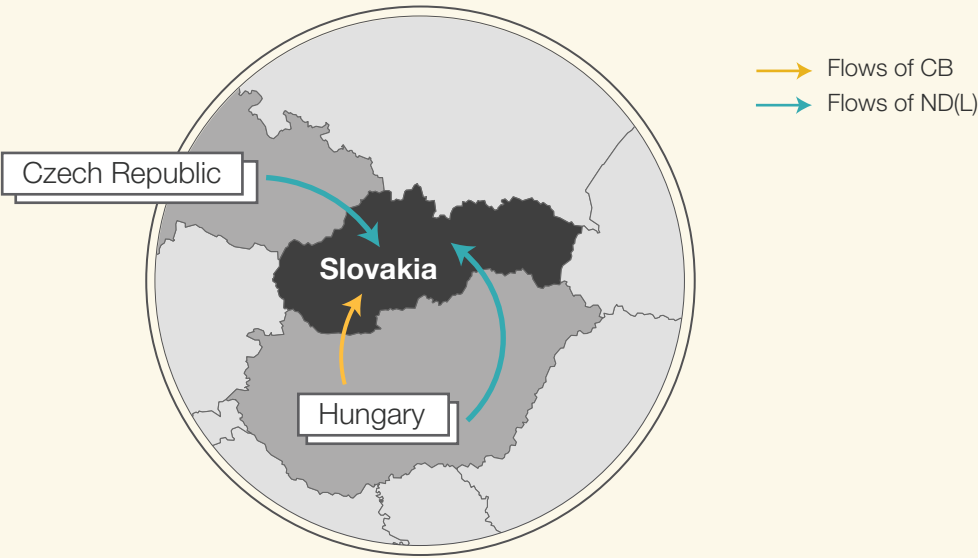 Flows of CB
Flows of ND(L)
Czech Republic
Slovakia
Hungary